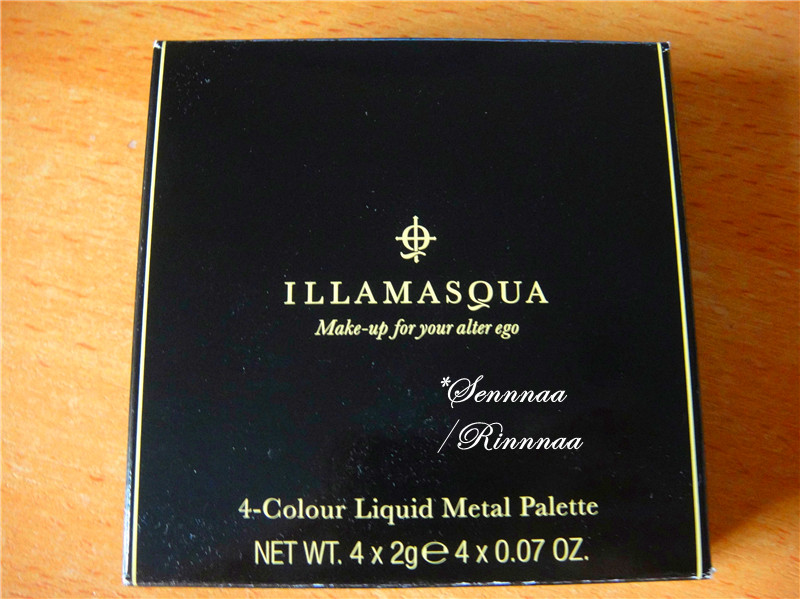 ILLAMASQUA
Make-up for your alter ego
*Sennnaa
/Rinnnaa
4-Colour Liquid Metal Palette
NET WT. 4 x 2g ℮ 4 x 0.07 OZ.